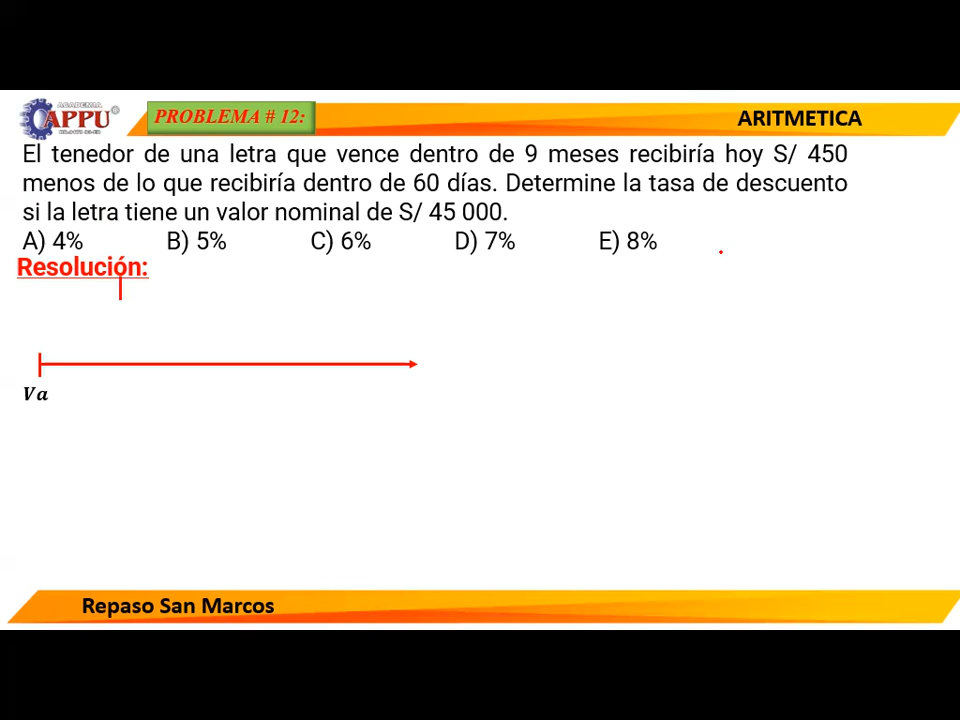 ACADEMIA
APPU®
PROBLEMA # 12:
ARITMETICA
El tenedor de una letra que vence dentro de 9 meses recibiría hoy S/ 450
menos de lo que recibiría dentro de 60 días. Determine la tasa de descuento
si la letra tiene un valor nominal de S/ 45 000.
A) 4% B) 5% C) 6% D) 7% E) 8%
Resolución:
Va
Repaso San Marcos